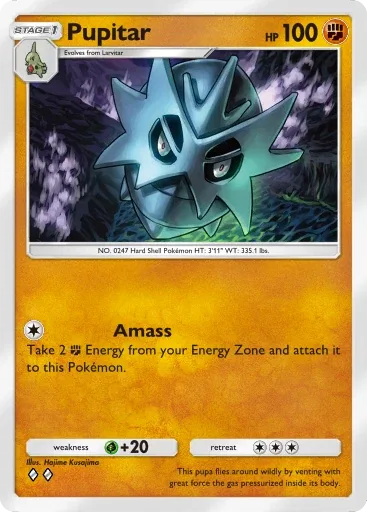 STAGE 1 Pupitar HP 100
Evolves from Larvitar
NO. 0247 Hard Shell Pokémon HT: 3'11" WT: 335.1 lbs.
Amass
Take 2 Energy from your Energy Zone and attach it
to this Pokémon.
weakness +20 retreat
Illus. Hajime Kusajima
This pupa flies around wildly by venting with
great force the gas pressurized inside its body.